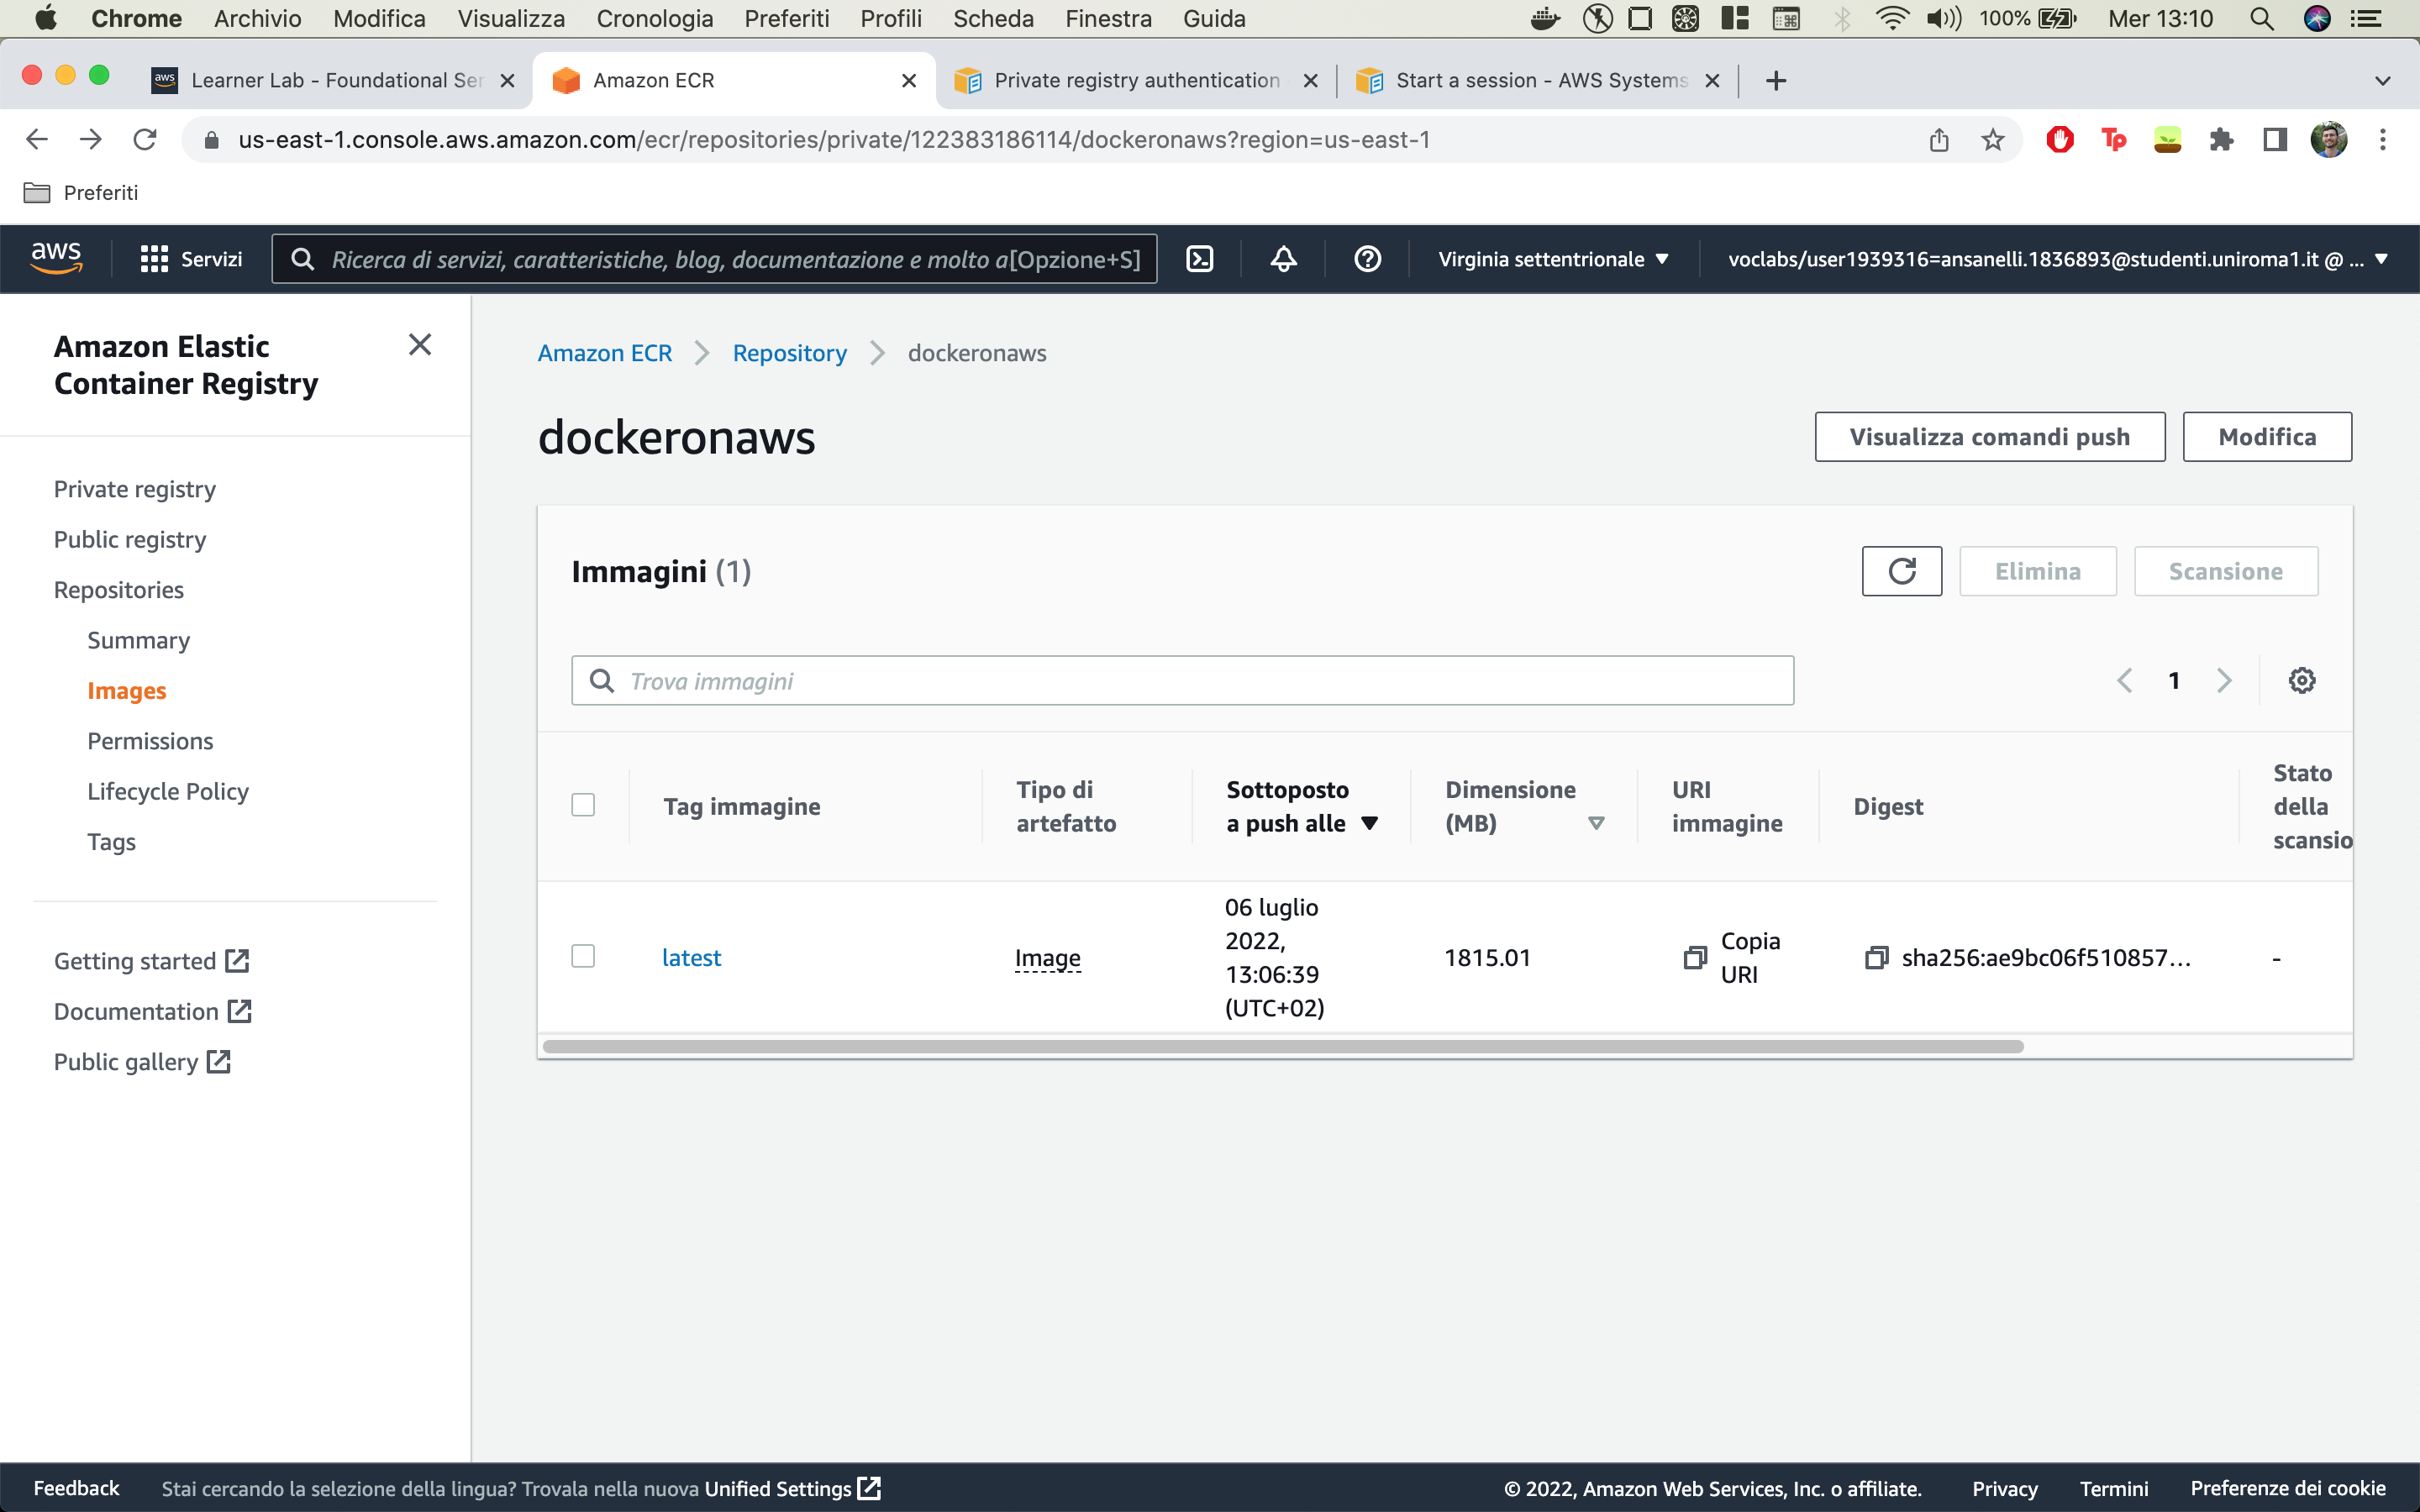 Chrome Archivio Modifica Visualizza Cronologia Preferiti Profili Scheda Finestra Guida 100% Mer 13:10
aws Learner Lab - Foundational Ser Amazon ECR Private registry authentication Start a session - AWS Systems
us-east-1.console.aws.amazon.com/ecr/repositories/private/122383186114/dockeronaws?region=us-east-1 Tp
Preferiti
aws Servizi Ricerca di servizi, caratteristiche, blog, documentazione e molto a[Opzione+S] Virginia settentrionale voclabs/user1939316=ansanelli.1836893@studenti.uniroma1.it @ ...
Amazon Elastic
Container Registry
Private registry
Public registry
Repositories
Summary
Images
Permissions
Lifecycle Policy
Tags
Getting started
Documentation
Public gallery
Amazon ECR Repository dockeronaws
dockeronaws
Visualizza comandi push Modifica
Immagini (1)
Elimina Scansione
Trova immagini
1
Tag immagine
Tipo di
artefatto
Sottoposto
a push alle
Dimensione
(MB)
URI
immagine
Digest
Stato
della
scansio
latest
Image
06 luglio
2022,
13:06:39
(UTC+02)
1815.01
Copia
URI
sha256:ae9bc06f510857...
-
Feedback Stai cercando la selezione della lingua? Trovala nella nuova Unified Settings © 2022, Amazon Web Services, Inc. o affiliate. Privacy Termini Preferenze dei cookie